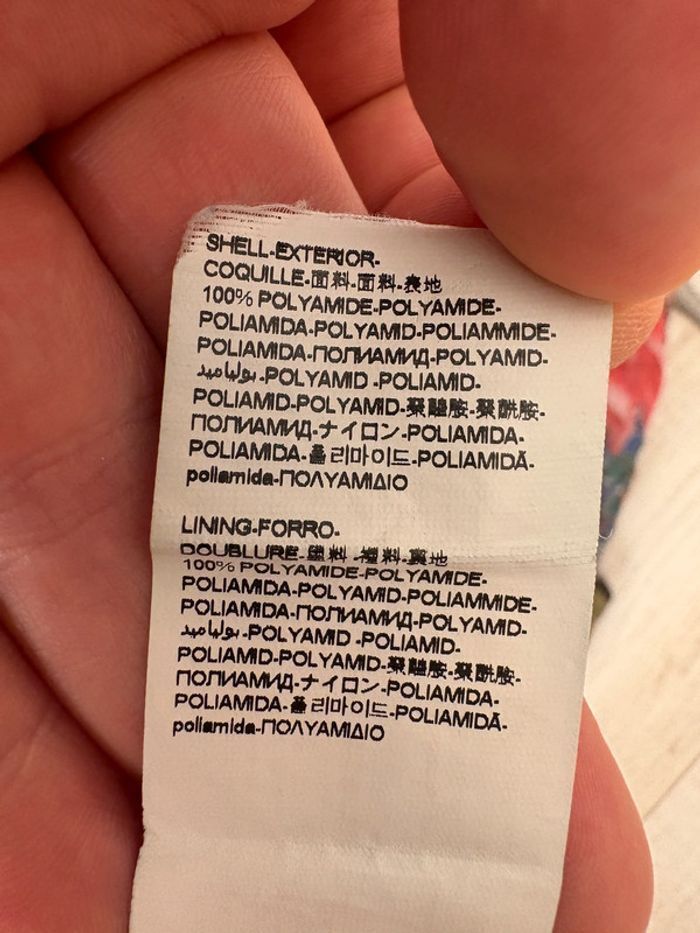 SHELL-EXTERIOR-
COQUILLE-面料-面料-表地
100% POLYAMIDE-POLYAMIDE-
POLIAMIDA-POLYAMID-POLIAMMIDE-
POLIAMIDA-ПОЛИАМИД-POLYAMID-
بولياميد-POLYAMID -POLIAMID-
POLIAMID-POLYAMID-聚醯胺-聚酰胺-
ПОЛИАМИД-ナイロン-POLIAMIDA-
POLIAMIDA-폴리마이드-POLIAMIDĂ-
poliamida-ΠΟΛΥΑΜΙΔΙΟ
LINING-FORRO-
DOUBLURE-裡料-裏地
100% POLYAMIDE-POLYAMIDE-
POLIAMIDA-POLYAMID-POLIAMMIDE-
POLIAMIDA-ПОЛИАМИД-POLYAMID-
بولياميد-POLYAMID -POLIAMID-
POLIAMID-POLYAMID-聚醯胺-聚酰胺-
ПОЛИАМИД-ナイロン-POLIAMIDA-
POLIAMIDA-폴리마이드-POLIAMIDĂ-
poliamida-ΠΟΛΥΑΜΙΔΙΟ